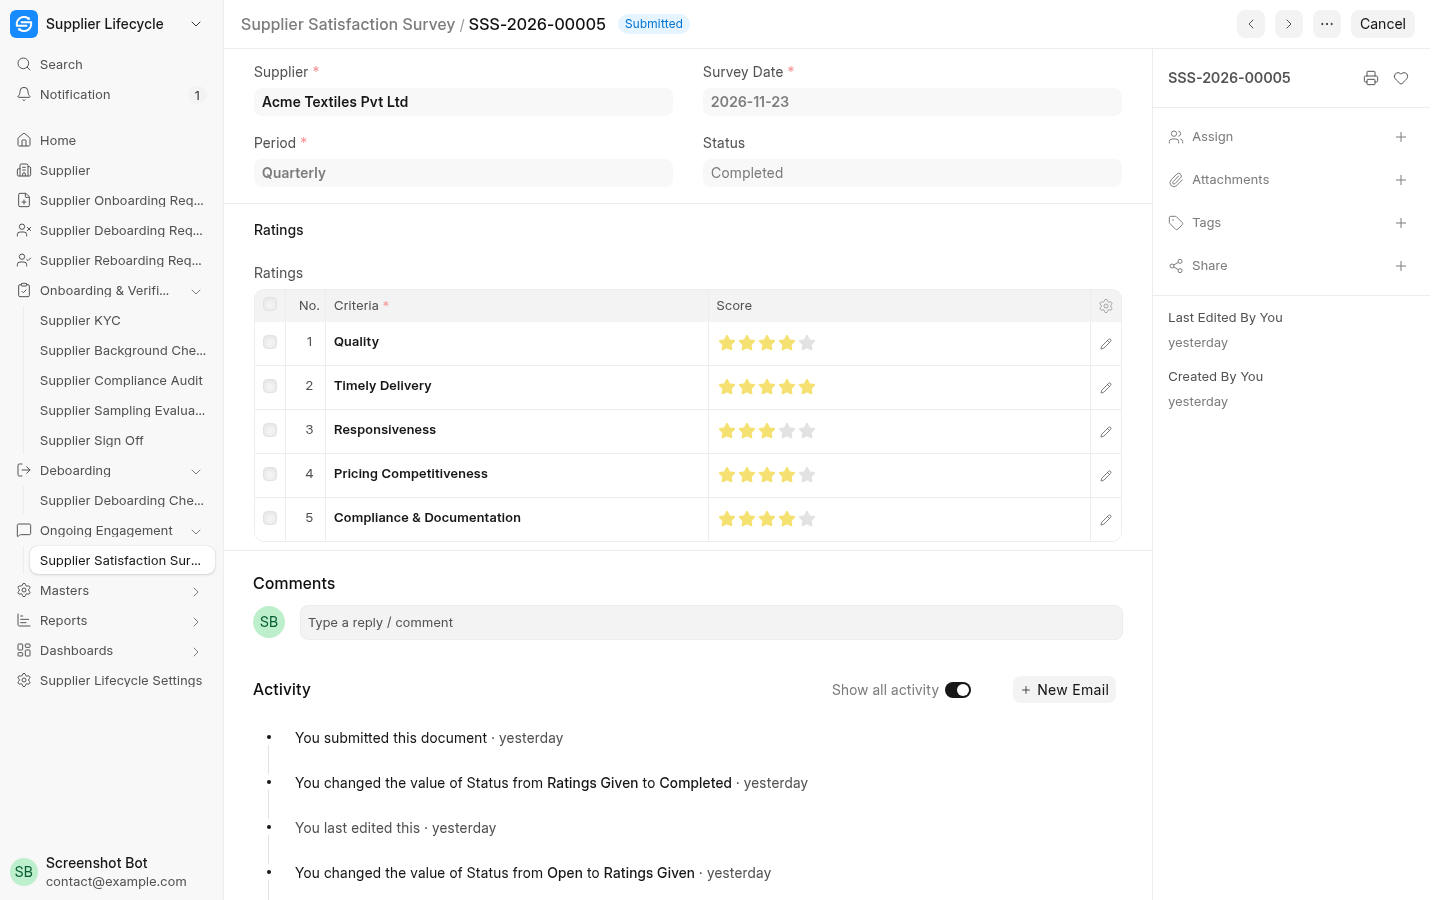 Supplier Lifecycle
Search
Notification 1
Home
Supplier
Supplier Onboarding Req...
Supplier Deboarding Req...
Supplier Reboarding Req...
Onboarding & Verifi...
Supplier KYC
Supplier Background Che...
Supplier Compliance Audit
Supplier Sampling Evalua...
Supplier Sign Off
Deboarding
Supplier Deboarding Che...
Ongoing Engagement
Supplier Satisfaction Sur...
Masters
Reports
Dashboards
Supplier Lifecycle Settings
SB Screenshot Bot
contact@example.com
Supplier Satisfaction Survey / SSS-2026-00005 Submitted
Cancel
Supplier *
Acme Textiles Pvt Ltd
Survey Date *
2026-11-23
Period *
Quarterly
Status
Completed
Ratings
Ratings
No. Criteria * Score
1 Quality
2 Timely Delivery
3 Responsiveness
4 Pricing Competitiveness
5 Compliance & Documentation
Comments
SB Type a reply / comment
Activity Show all activity + New Email
You submitted this document · yesterday
You changed the value of Status from Ratings Given to Completed · yesterday
You last edited this · yesterday
You changed the value of Status from Open to Ratings Given · yesterday
SSS-2026-00005
Assign
Attachments
Tags
Share
Last Edited By You
yesterday
Created By You
yesterday